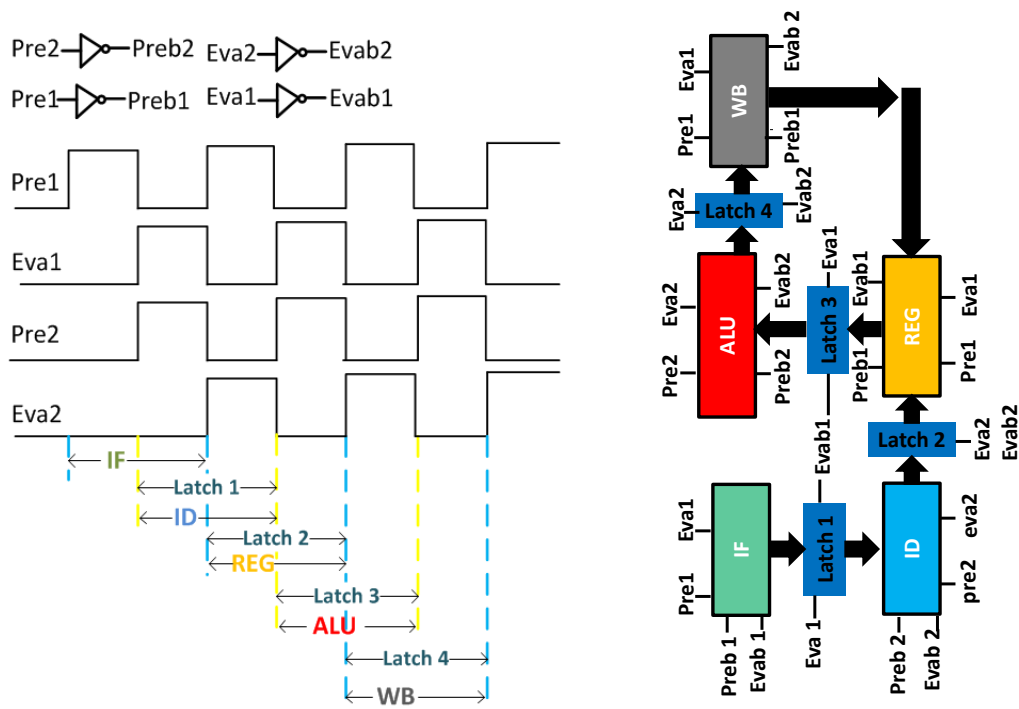 Pre2 Preb2 Eva2 Evab2
Pre1 Preb1 Eva1 Evab1
Pre1
Eva1
Pre2
Eva2
IF
Latch 1
ID
Latch 2
REG
Latch 3
ALU
Latch 4
WB
Eva1
Evab 2
WB
Pre1
Preb1
Eva2
Latch 4
Evab2
Eva1
Eva2
Evab2
ALU
Pre2
Preb2
Latch 3
Evab1
Eva1
REG
Preb1
Pre1
Evab1
Latch 2
Eva2
Evab2
Eva1
IF
Pre1
Preb 1
Evab 1
Latch 1
Eva 1
ID
eva2
pre2
Preb 2
Evab 2